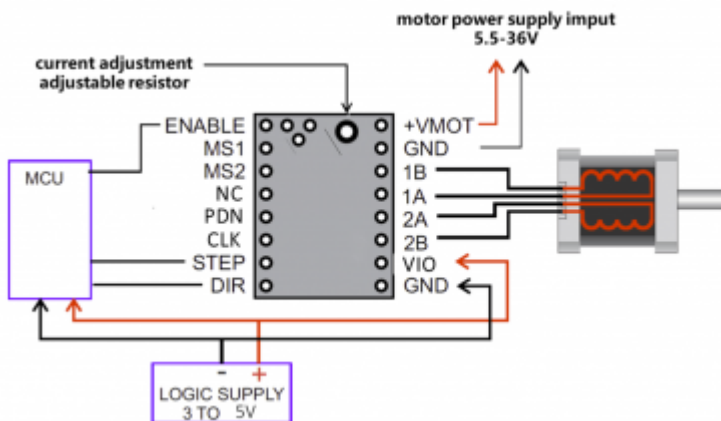 motor power supply imput
5.5-36V
current adjustment
adjustable resistor
ENABLE
MS1
MS2
NC
PDN
CLK
STEP
DIR
+VMOT
GND
1B
1A
2A
2B
VIO
GND
MCU
- +
LOGIC SUPPLY
3 TO 5V